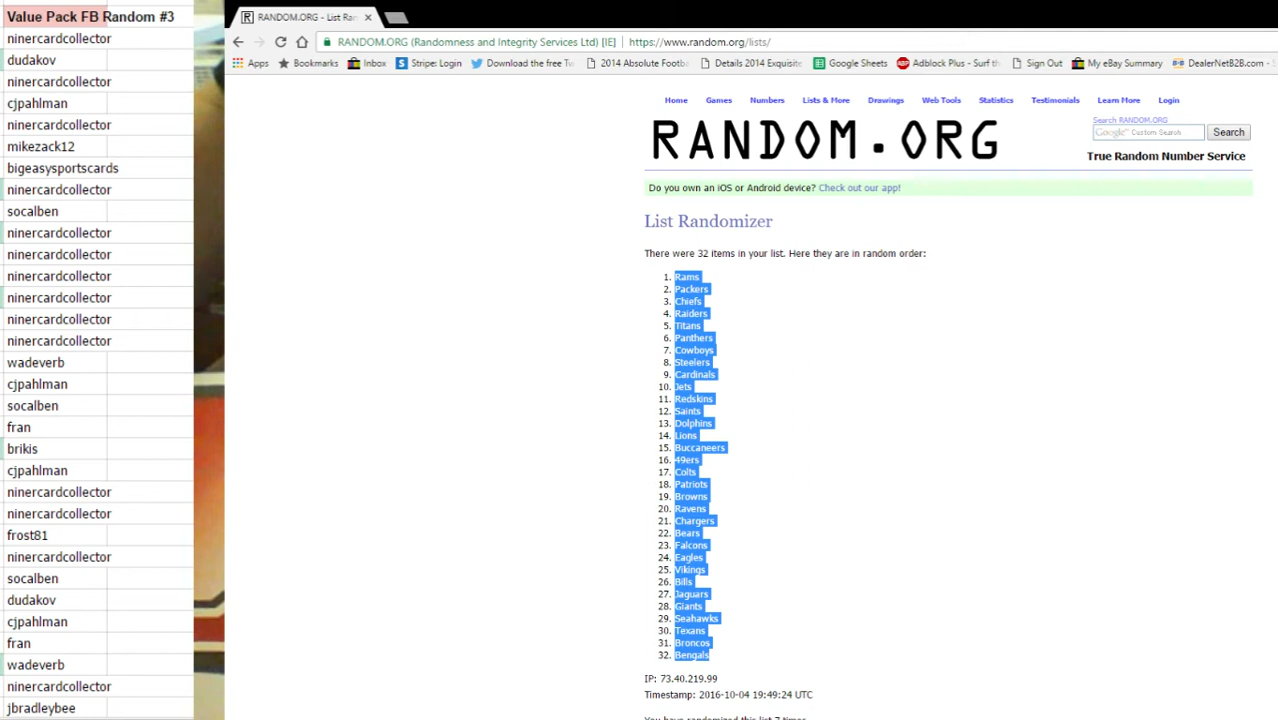 Value Pack FB Random #3
ninercardcollector
dudakov
ninercardcollector
cjpahlman
ninercardcollector
mikezack12
bigeasysportscards
ninercardcollector
socalben
ninercardcollector
ninercardcollector
ninercardcollector
ninercardcollector
ninercardcollector
ninercardcollector
wadeverb
cjpahlman
socalben
fran
brikis
cjpahlman
ninercardcollector
ninercardcollector
frost81
ninercardcollector
socalben
dudakov
cjpahlman
fran
wadeverb
ninercardcollector
jbradleybee
RANDOM.ORG - List Ran
RANDOM.ORG (Randomness and Integrity Services Ltd) [IE] https://www.random.org/lists/
Apps Bookmarks Inbox Stripe: Login Download the free Tw 2014 Absolute Footba Details 2014 Exquisite Google Sheets Adblock Plus - Surf th Sign Out My eBay Summary DealerNetB2B.com -
Home Games Numbers Lists & More Drawings Web Tools Statistics Testimonials Learn More Login
RANDOM.ORG
Search RANDOM.ORG
Google Custom Search Search
True Random Number Service
Do you own an iOS or Android device? Check out our app!
List Randomizer
There were 32 items in your list. Here they are in random order:
1. Rams
2. Packers
3. Chiefs
4. Raiders
5. Titans
6. Panthers
7. Cowboys
8. Steelers
9. Cardinals
10. Jets
11. Redskins
12. Saints
13. Dolphins
14. Lions
15. Buccaneers
16. 49ers
17. Colts
18. Patriots
19. Browns
20. Ravens
21. Chargers
22. Bears
23. Falcons
24. Eagles
25. Vikings
26. Bills
27. Jaguars
28. Giants
29. Seahawks
30. Texans
31. Broncos
32. Bengals
IP: 73.40.219.99
Timestamp: 2016-10-04 19:49:24 UTC
You have randomized this list 7 times